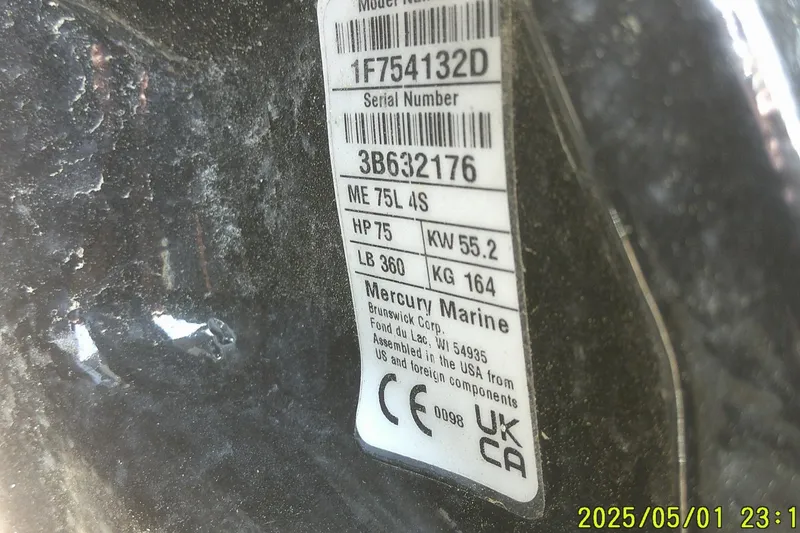 Model Num
1F754132D
Serial Number
3B632176
ME 75L 4S
HP 75 KW 55.2
LB 360 KG 164
Mercury Marine
Brunswick Corp.
Fond du Lac, WI 54935
Assembled in the USA from
US and foreign components
CE 0098 UK
CA
2025/05/01 23:1